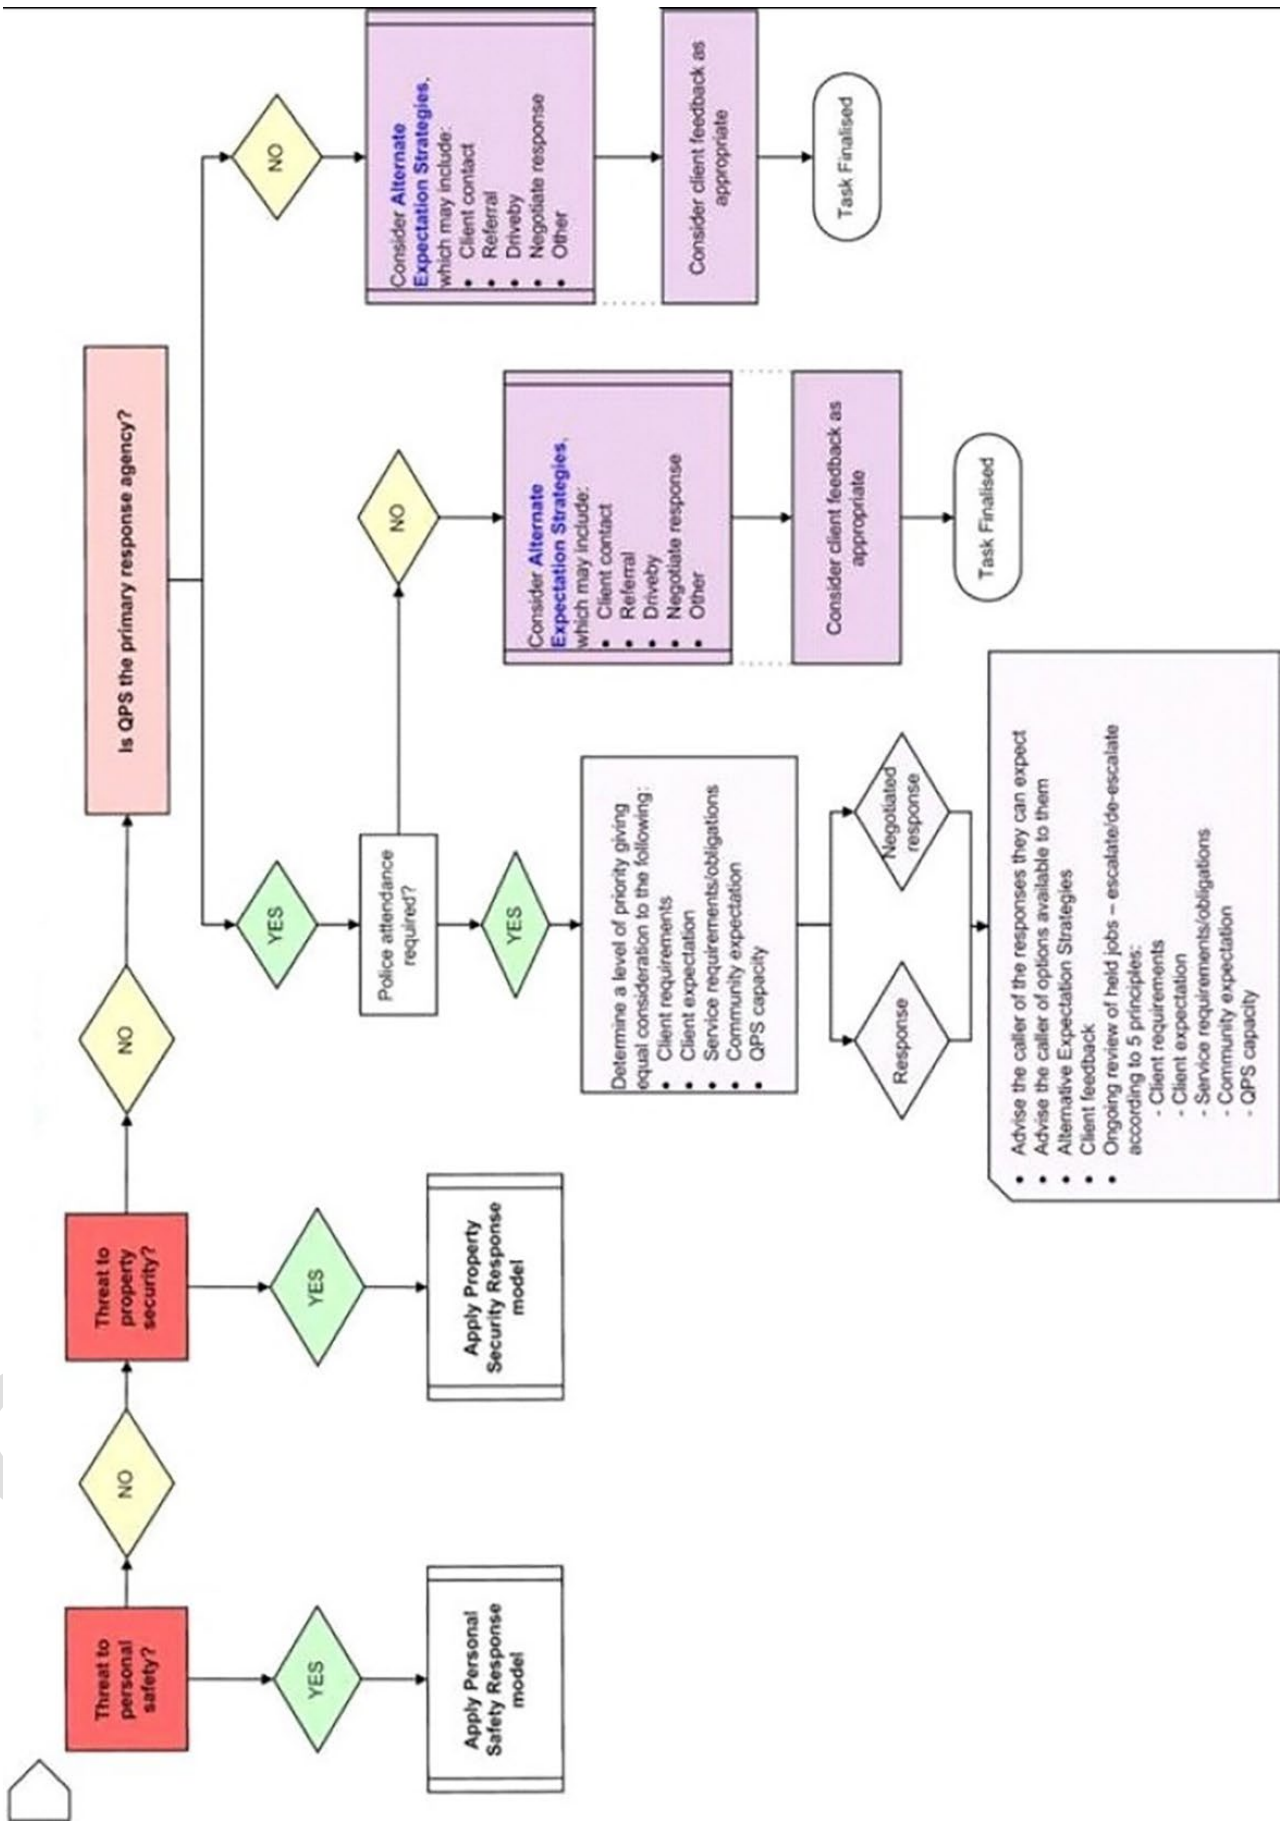 Threat to
personal
safety?
NO
Threat to
property
security?
NO
Is QPS the primary response agency?
YES
Apply Personal
Safety Response
model
YES
Apply Property
Security Response
model
YES
Police attendance
required?
YES
Determine a level of priority giving
equal consideration to the following:
• Client requirements
• Client expectation
• Service requirements/obligations
• Community expectation
• QPS capacity
Response
Negotiated
response
• Advise the caller of the responses they can expect
• Advise the caller of options available to them
• Alternative Expectation Strategies
• Client feedback
• Ongoing review of held jobs – escalate/de-escalate
according to 5 principles:
- Client requirements
- Client expectation
- Service requirements/obligations
- Community expectation
- QPS capacity
NO
Consider Alternate
Expectation Strategies,
which may include:
• Client contact
• Referral
• Driveby
• Negotiate response
• Other
Consider client feedback as
appropriate
Task Finalised
NO
Consider Alternate
Expectation Strategies,
which may include:
• Client contact
• Referral
• Driveby
• Negotiate response
• Other
Consider client feedback as
appropriate
Task Finalised